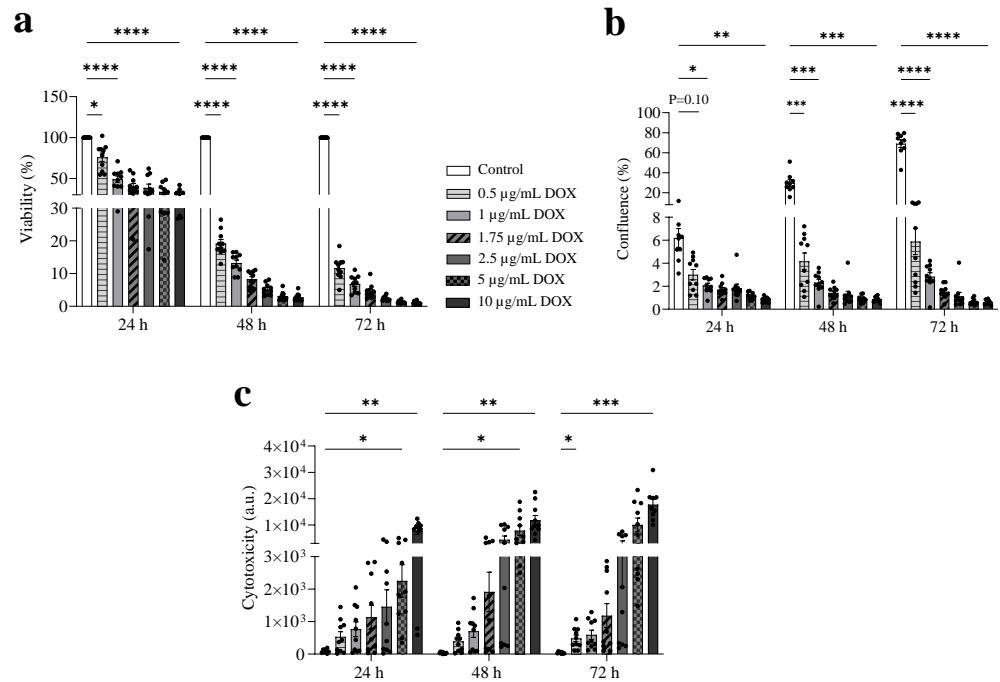 a
****
****
****
****
****
****
*
****
****
Viability (%)
150
100
50
30
20
10
0
24 h
48 h
72 h
Control
0.5 µg/mL DOX
1 µg/mL DOX
1.75 µg/mL DOX
2.5 µg/mL DOX
5 µg/mL DOX
10 µg/mL DOX
b
**
***
****
*
***
****
P=0.10
***
****
Confluence (%)
100
80
60
40
20
8
6
4
2
0
24 h
48 h
72 h
c
**
**
***
*
*
*
Cytotoxicity (a.u.)
4×10⁴
3×10⁴
2×10⁴
1×10⁴
3×10³
2×10³
1×10³
0
24 h
48 h
72 h